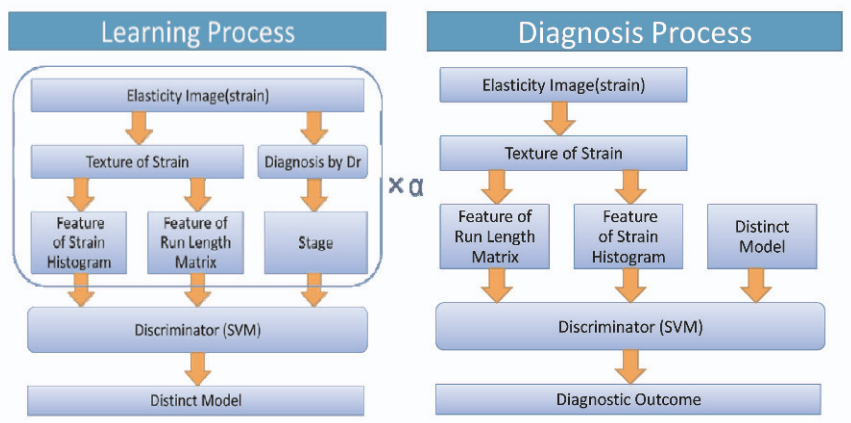 Learning Process
Elasticity Image(strain)
Texture of Strain
Diagnosis by Dr
Feature
of Strain
Histogram
Feature of
Run Length
Matrix
Stage
×α
Discriminator (SVM)
Distinct Model
Diagnosis Process
Elasticity Image(strain)
Texture of Strain
Feature of
Run Length
Matrix
Feature
of Strain
Histogram
Distinct
Model
Discriminator (SVM)
Diagnostic Outcome